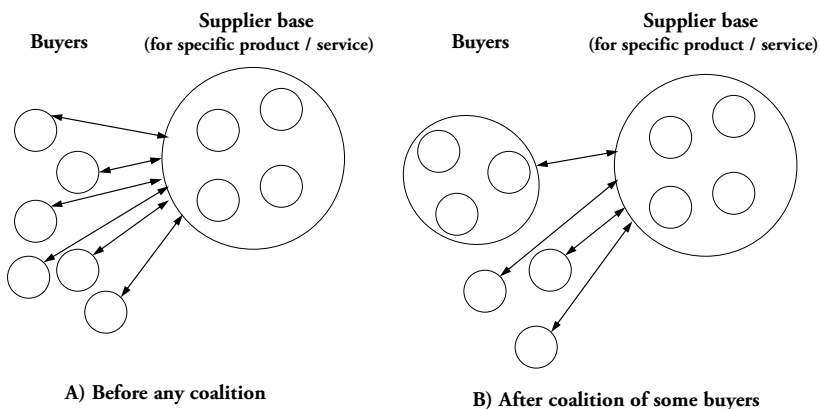 Buyers
Supplier base
(for specific product / service)
Buyers
Supplier base
(for specific product / service)
A) Before any coalition
B) After coalition of some buyers